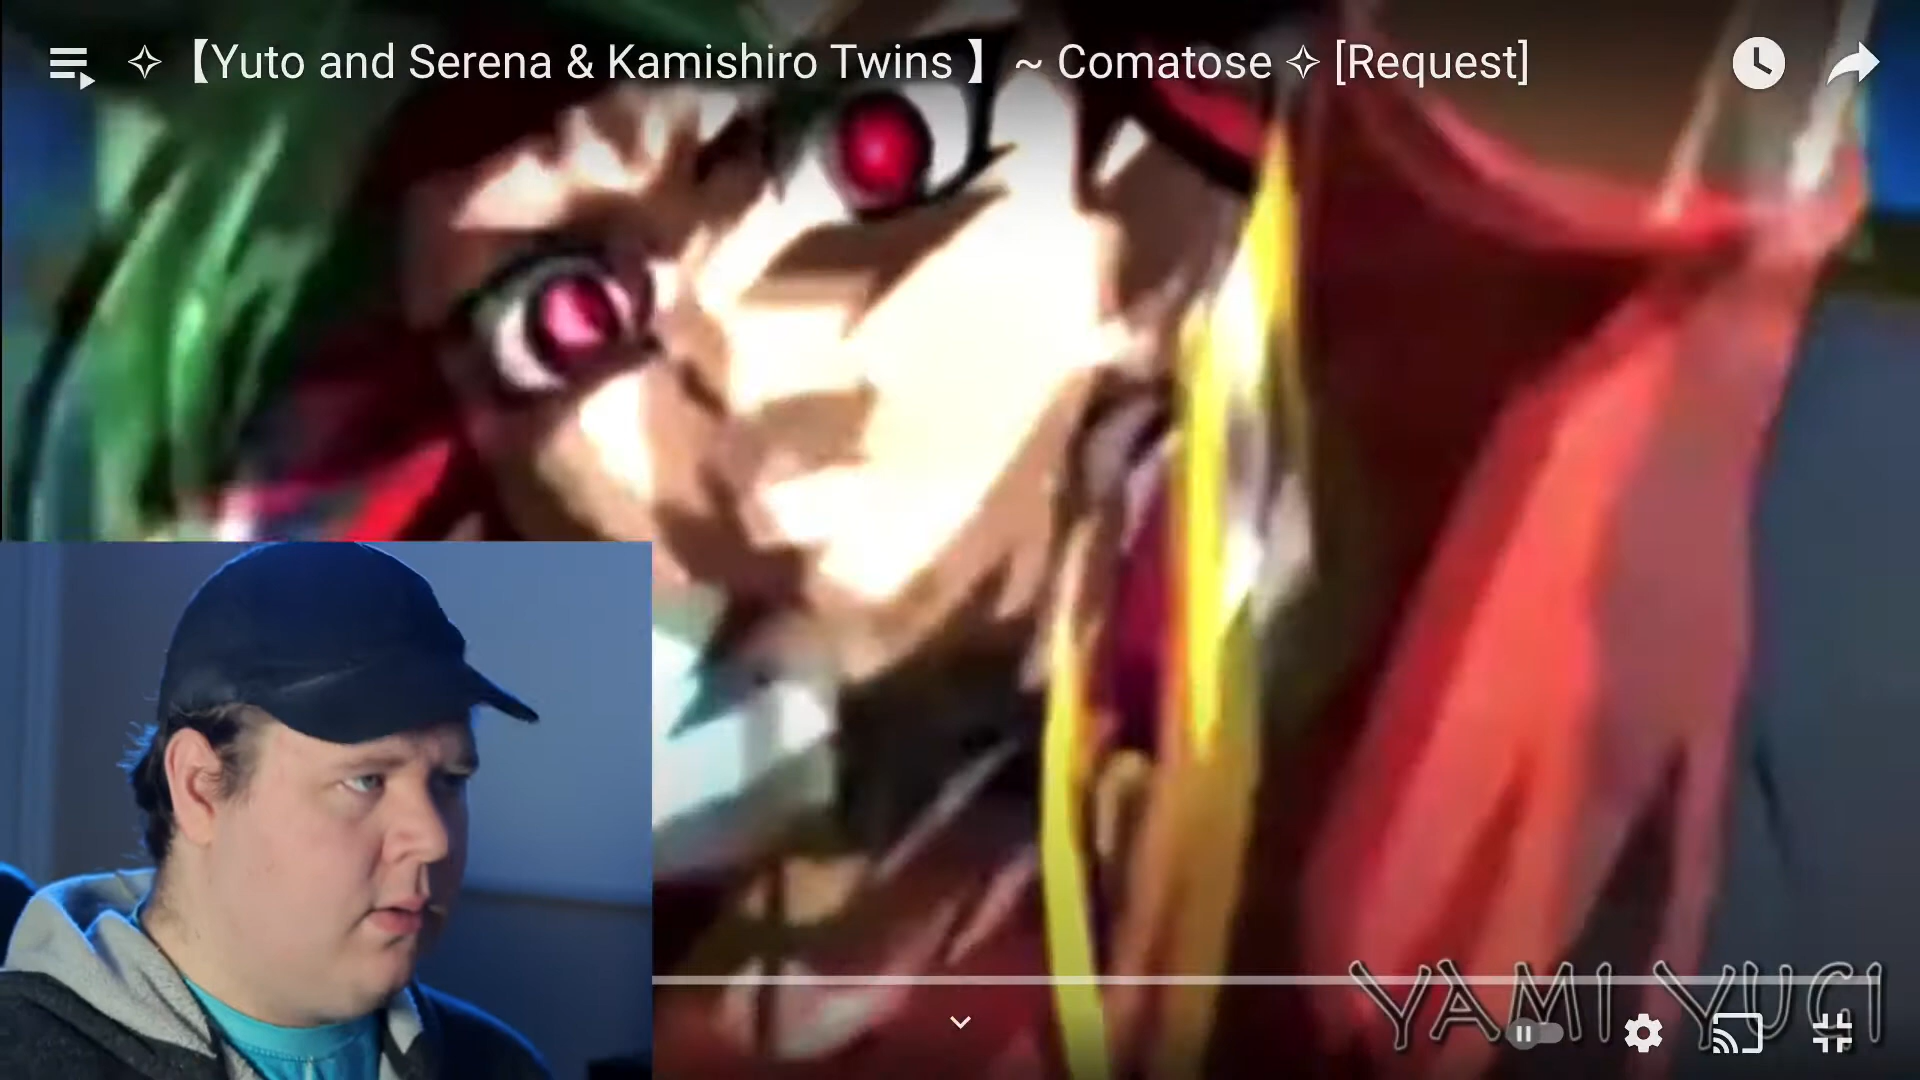 ✧ 【Yuto and Serena & Kamishiro Twins 】 ~ Comatose ✧ [Request]
YAMI YUGI